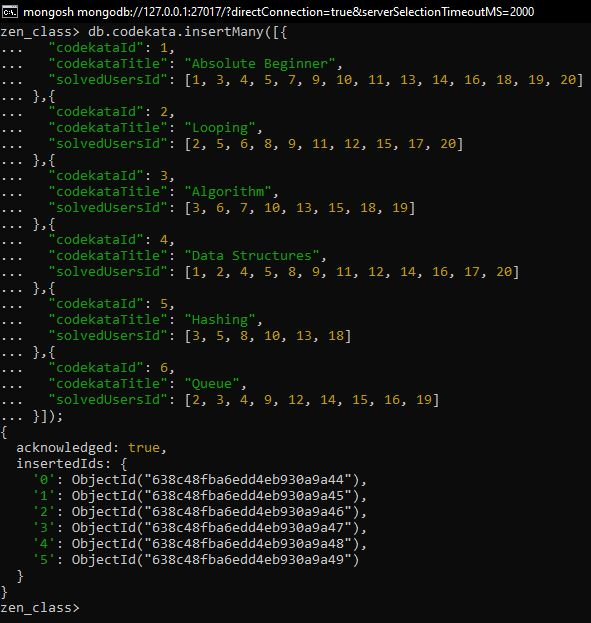 mongosh mongodb://127.0.0.1:27017/?directConnection=true&serverSelectionTimeoutMS=2000
zen_class> db.codekata.insertMany([{
...   "codekataId": 1,
...   "codekataTitle": "Absolute Beginner",
...   "solvedUsersId": [1, 3, 4, 5, 7, 9, 10, 11, 13, 14, 16, 18, 19, 20]
... },{
...   "codekataId": 2,
...   "codekataTitle": "Looping",
...   "solvedUsersId": [2, 5, 6, 8, 9, 11, 12, 15, 17, 20]
... },{
...   "codekataId": 3,
...   "codekataTitle": "Algorithm",
...   "solvedUsersId": [3, 6, 7, 10, 13, 15, 18, 19]
... },{
...   "codekataId": 4,
...   "codekataTitle": "Data Structures",
...   "solvedUsersId": [1, 2, 4, 5, 8, 9, 11, 12, 14, 16, 17, 20]
... },{
...   "codekataId": 5,
...   "codekataTitle": "Hashing",
...   "solvedUsersId": [3, 5, 8, 10, 13, 18]
... },{
...   "codekataId": 6,
...   "codekataTitle": "Queue",
...   "solvedUsersId": [2, 3, 4, 9, 12, 14, 15, 16, 19]
... }]);
{
  acknowledged: true,
  insertedIds: {
    '0': ObjectId("638c48fba6edd4eb930a9a44"),
    '1': ObjectId("638c48fba6edd4eb930a9a45"),
    '2': ObjectId("638c48fba6edd4eb930a9a46"),
    '3': ObjectId("638c48fba6edd4eb930a9a47"),
    '4': ObjectId("638c48fba6edd4eb930a9a48"),
    '5': ObjectId("638c48fba6edd4eb930a9a49")
  }
}
zen_class>